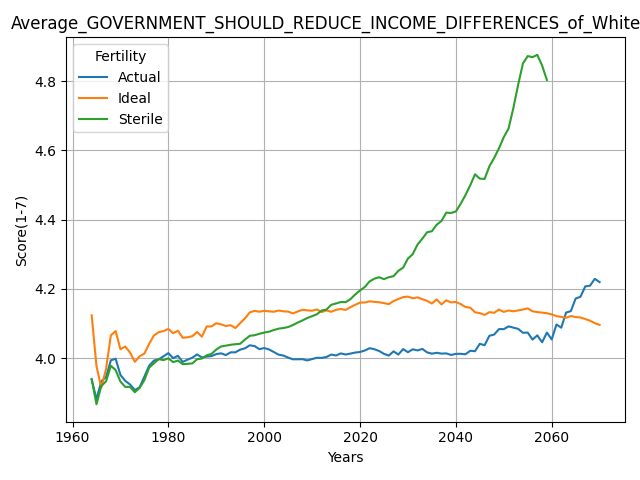 Average_GOVERNMENT_SHOULD_REDUCE_INCOME_DIFFERENCES_of_White
Fertility
Actual
Ideal
Sterile
4.8
4.6
4.4
4.2
4.0
Score(1-7)
1960 1980 2000 2020 2040 2060
Years